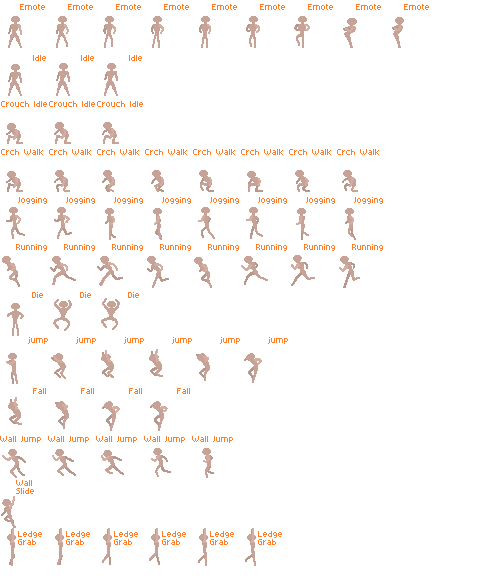 Emote Emote Emote Emote Emote Emote Emote Emote Emote
Idle Idle Idle
Crouch Idle Crouch Idle Crouch Idle
Crch Walk Crch Walk Crch Walk Crch Walk Crch Walk Crch Walk Crch Walk Crch Walk
Jogging Jogging Jogging Jogging Jogging Jogging Jogging Jogging
Running Running Running Running Running Running Running Running
Die Die Die
jump jump jump jump jump jump
Fall Fall Fall Fall
Wall Jump Wall Jump Wall Jump Wall Jump Wall Jump
Wall
Slide
Ledge Ledge Ledge Ledge Ledge Ledge
Grab Grab Grab Grab Grab Grab